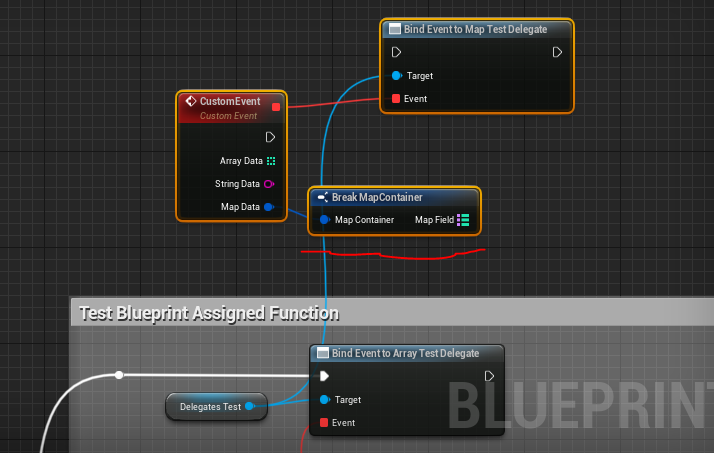 Bind Event to Map Test Delegate
Target
Event
CustomEvent
Custom Event
Array Data
String Data
Map Data
Break MapContainer
Map Container Map Field
Test Blueprint Assigned Function
Bind Event to Array Test Delegate
Delegates Test
Target
Event
BLUEPRINT